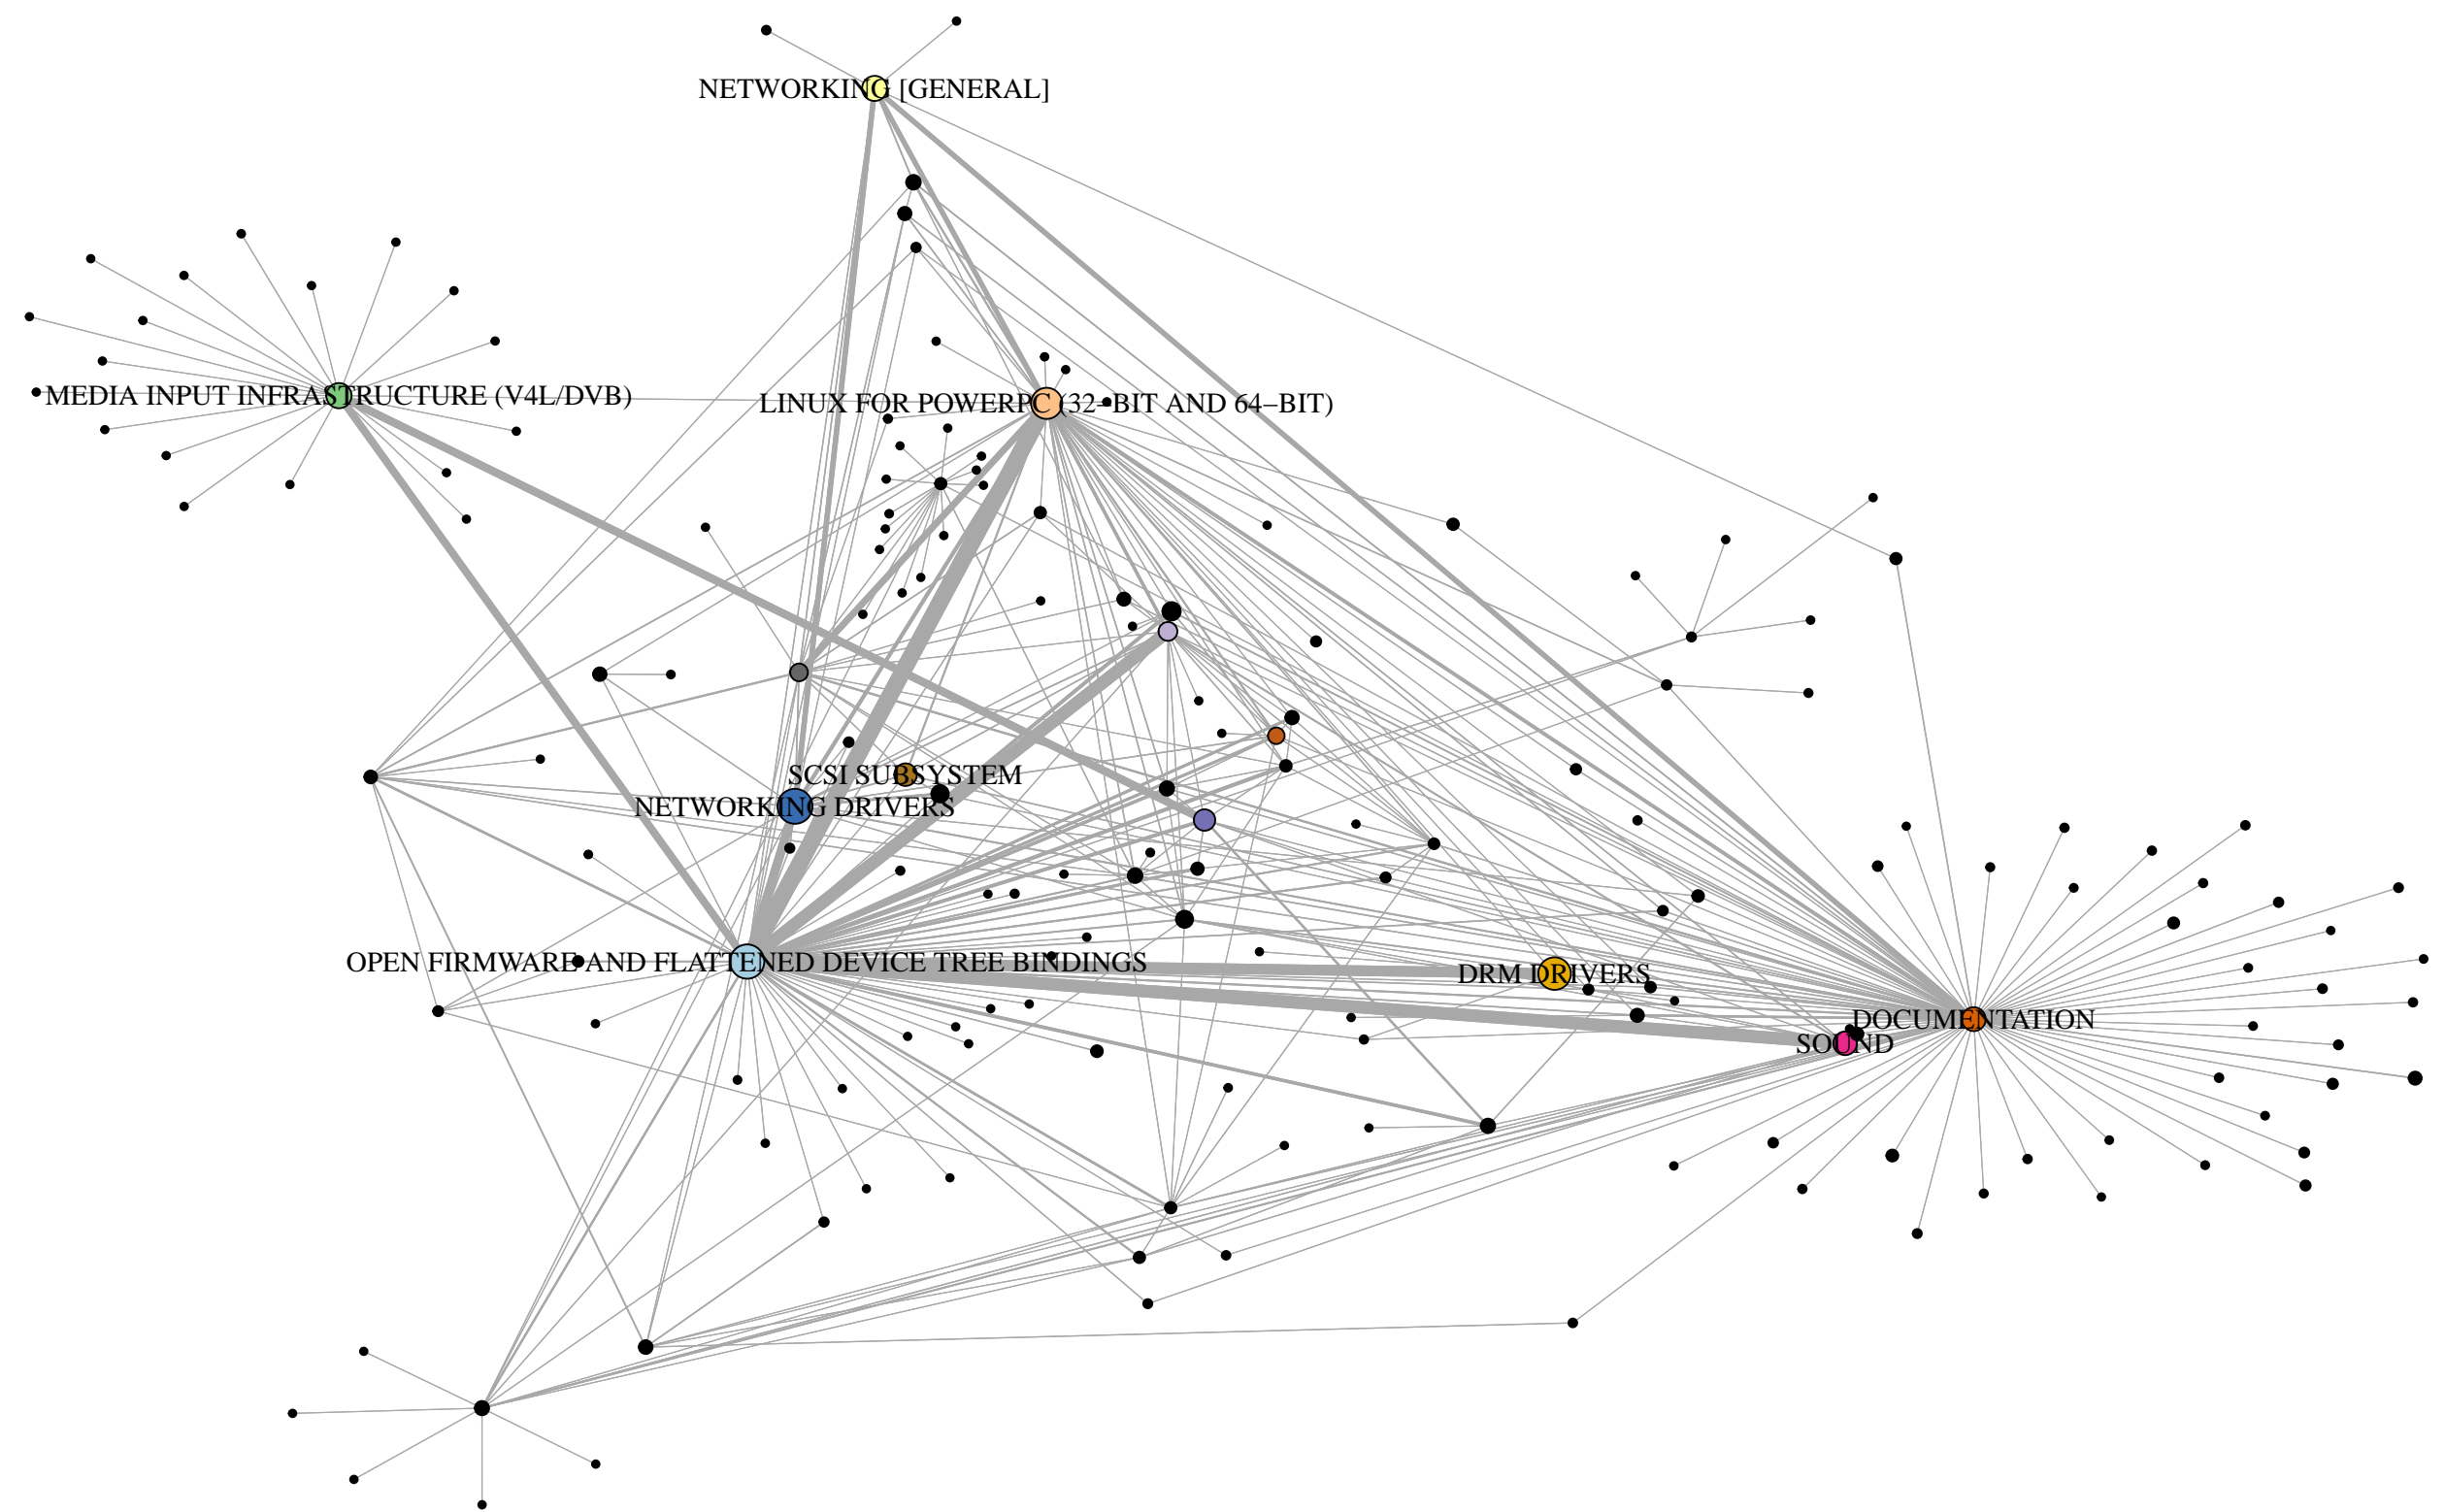 NETWORKING [GENERAL]
MEDIA INPUT INFRASTRUCTURE (V4L/DVB)
LINUX FOR POWERPC (32−BIT AND 64−BIT)
SCSI SUBSYSTEM
NETWORKING DRIVERS
OPEN FIRMWARE AND FLATTENED DEVICE TREE BINDINGS
DRM DRIVERS
DOCUMENTATION
SOUND